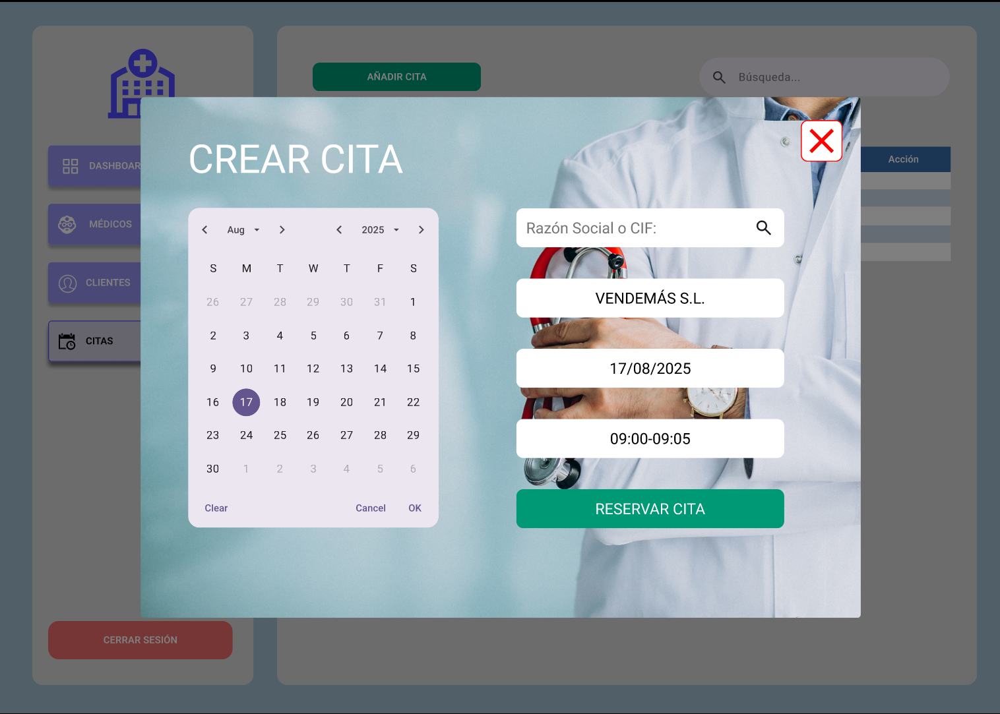 AÑADIR CITA
Búsqueda...
DASHBOAR
MÉDICOS
CLIENTES
CITAS
CERRAR SESIÓN
Acción
CREAR CITA
Aug 2025
S M T W T F S
26 27 28 29 30 31 1
2 3 4 5 6 7 8
9 10 11 12 13 14 15
16 17 18 19 20 21 22
23 24 25 26 27 28 29
30 1 2 3 4 5 6
Clear Cancel OK
Razón Social o CIF:
VENDEMÁS S.L.
17/08/2025
09:00-09:05
RESERVAR CITA